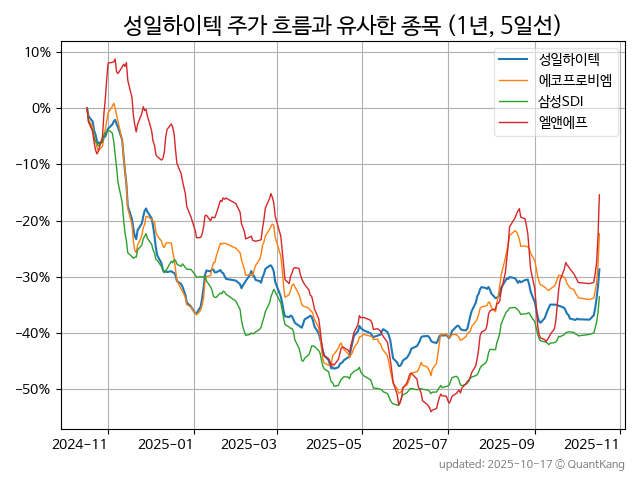 성일하이텍 주가 흐름과 유사한 종목 (1년, 5일선)
10%
0%
−10%
−20%
−30%
−40%
−50%
성일하이텍
에코프로비엠
삼성SDI
엘앤에프
2024-11
2025-01
2025-03
2025-05
2025-07
2025-09
2025-11
updated: 2025-10-17 © QuantKang